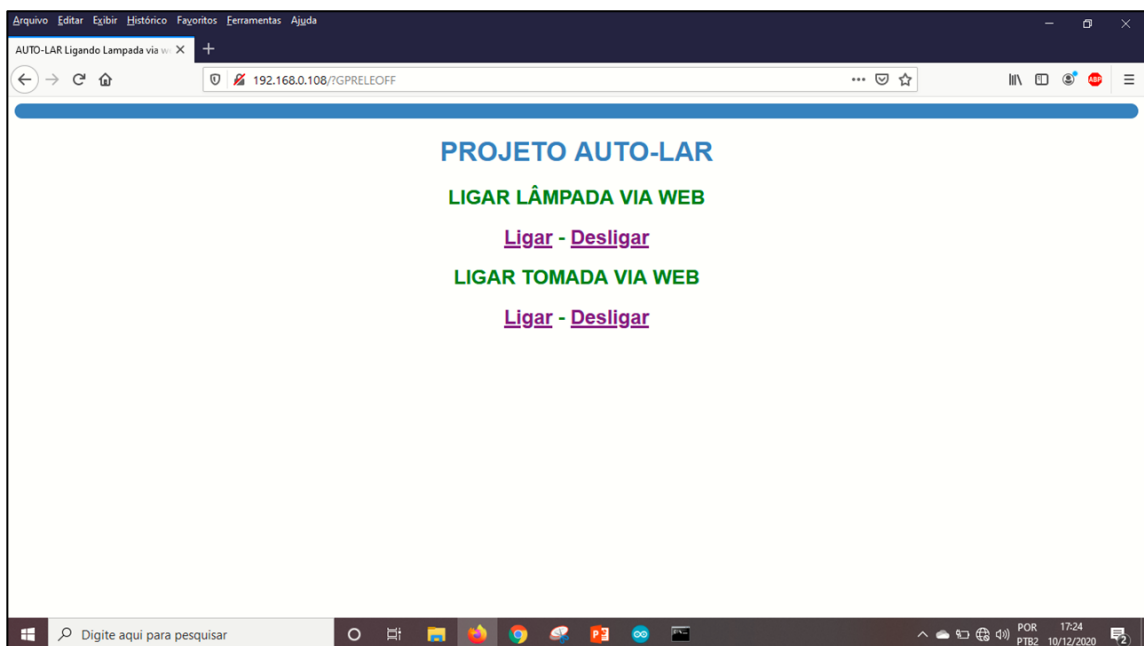 Arquivo Editar Exibir Histórico Favoritos Ferramentas Ajuda
AUTO-LAR Ligando Lampada via w
192.168.0.108/?GPRELEOFF
ABP
PROJETO AUTO-LAR
LIGAR LÂMPADA VIA WEB
Ligar - Desligar
LIGAR TOMADA VIA WEB
Ligar - Desligar
Digite aqui para pesquisar
POR 17:24
PTB2 10/12/2020
2